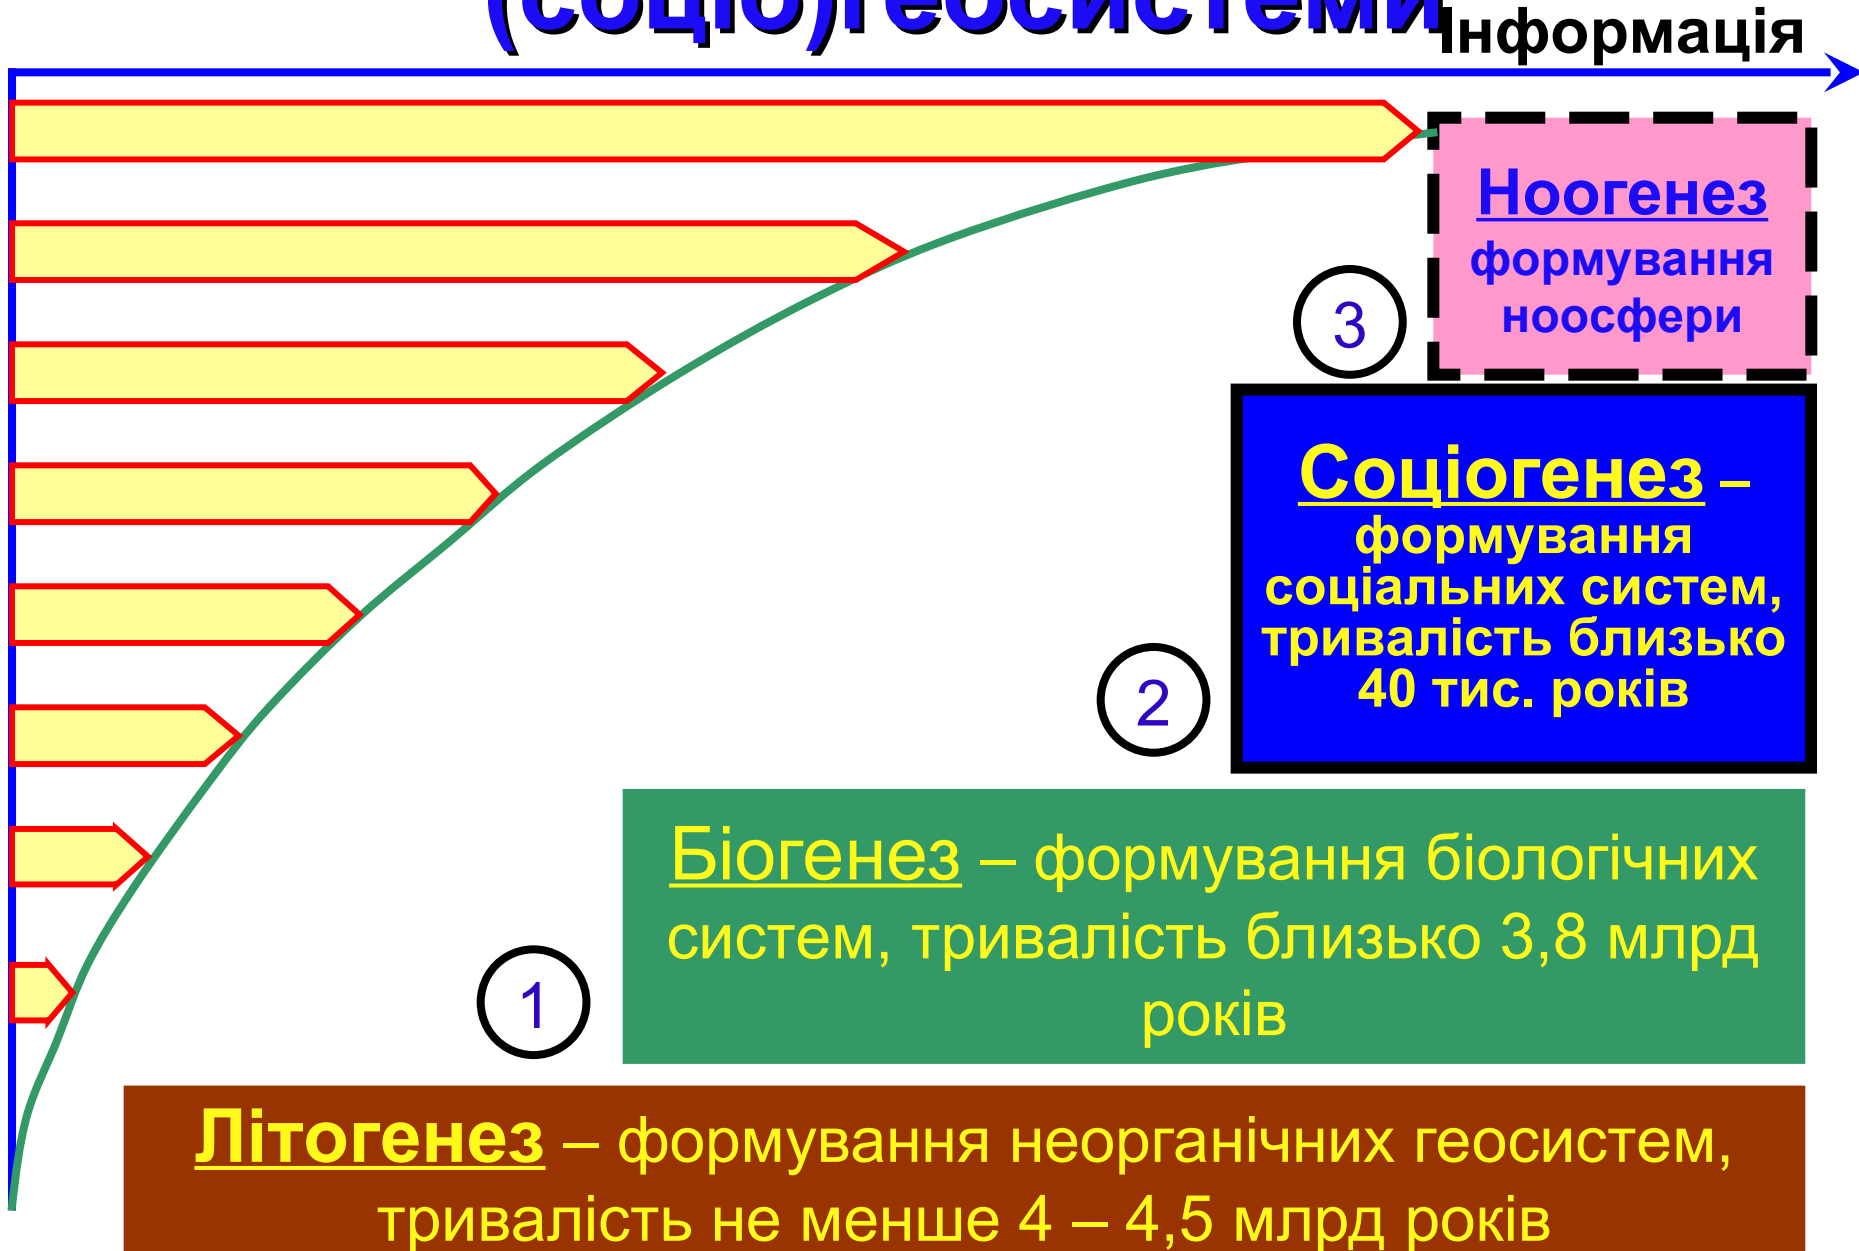 (соціо)геосистеми
Інформація
Ноогенез
формування
ноосфери
3
Соціогенез –
формування
соціальних систем,
тривалість близько
40 тис. років
2
Біогенез – формування біологічних
систем, тривалість близько 3,8 млрд
років
1
Літогенез – формування неорганічних геосистем,
тривалість не менше 4 – 4,5 млрд років